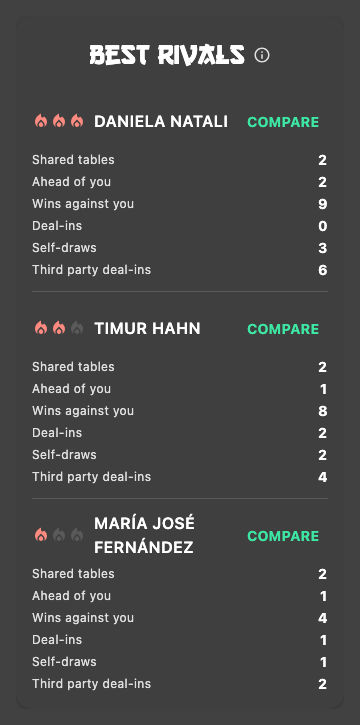 BEST RIVALS
DANIELA NATALI COMPARE
Shared tables 2
Ahead of you 2
Wins against you 9
Deal-ins 0
Self-draws 3
Third party deal-ins 6
TIMUR HAHN COMPARE
Shared tables 2
Ahead of you 1
Wins against you 8
Deal-ins 2
Self-draws 2
Third party deal-ins 4
MARÍA JOSÉ
FERNÁNDEZ COMPARE
Shared tables 2
Ahead of you 1
Wins against you 4
Deal-ins 1
Self-draws 1
Third party deal-ins 2